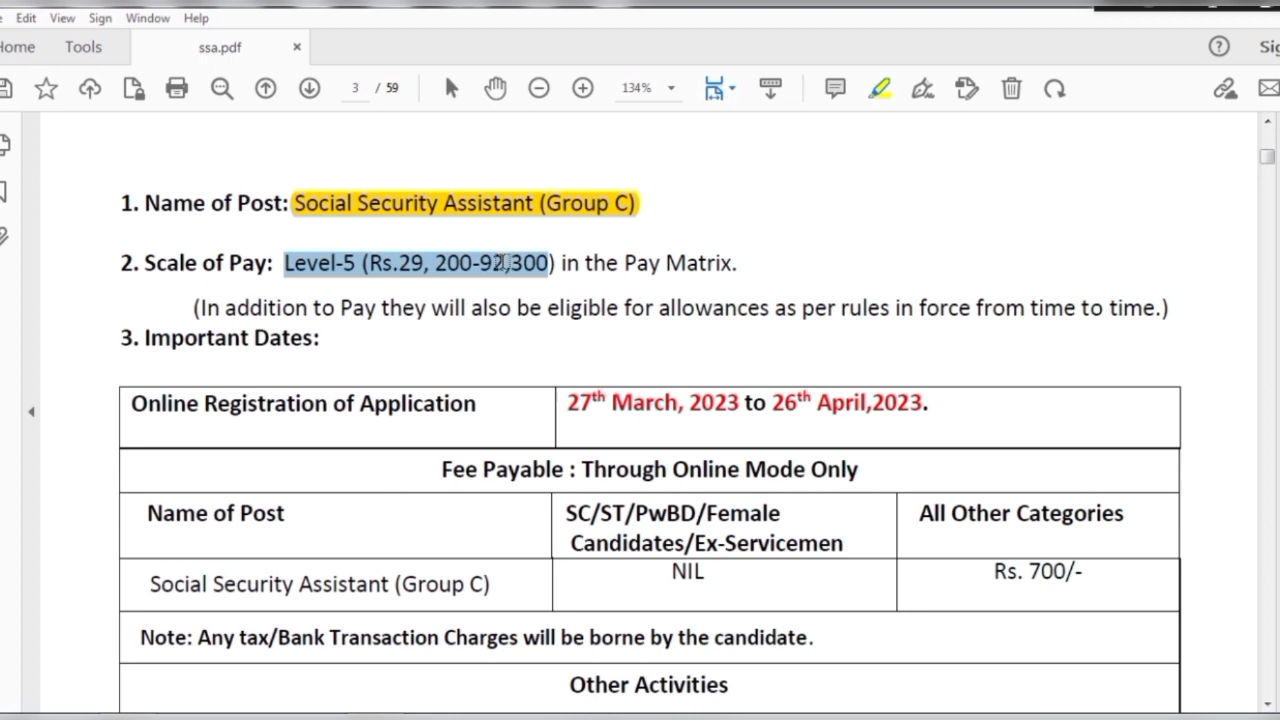 Edit View Sign Window Help
Home Tools ssa.pdf ×
3 / 59 134%
1. Name of Post: Social Security Assistant (Group C)
2. Scale of Pay: Level-5 (Rs.29, 200-92,300) in the Pay Matrix.
(In addition to Pay they will also be eligible for allowances as per rules in force from time to time.)
3. Important Dates:
Online Registration of Application 27th March, 2023 to 26th April,2023.
Fee Payable : Through Online Mode Only
Name of Post SC/ST/PwBD/Female Candidates/Ex-Servicemen All Other Categories
Social Security Assistant (Group C) NIL Rs. 700/-
Note: Any tax/Bank Transaction Charges will be borne by the candidate.
Other Activities